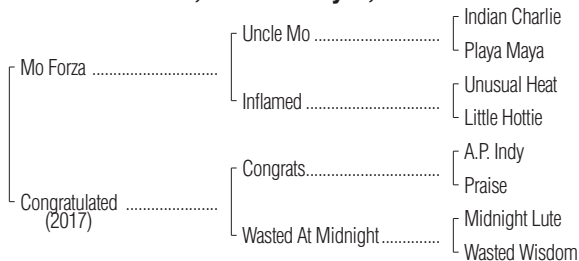 Indian Charlie
Uncle Mo ..............................
Playa Maya
Mo Forza ..............................
Unusual Heat
Inflamed ..............................
Little Hottie
A.P. Indy
Congrats..............................
Praise
Congratulated ......................
(2017)
Midnight Lute
Wasted At Midnight ..............
Wasted Wisdom